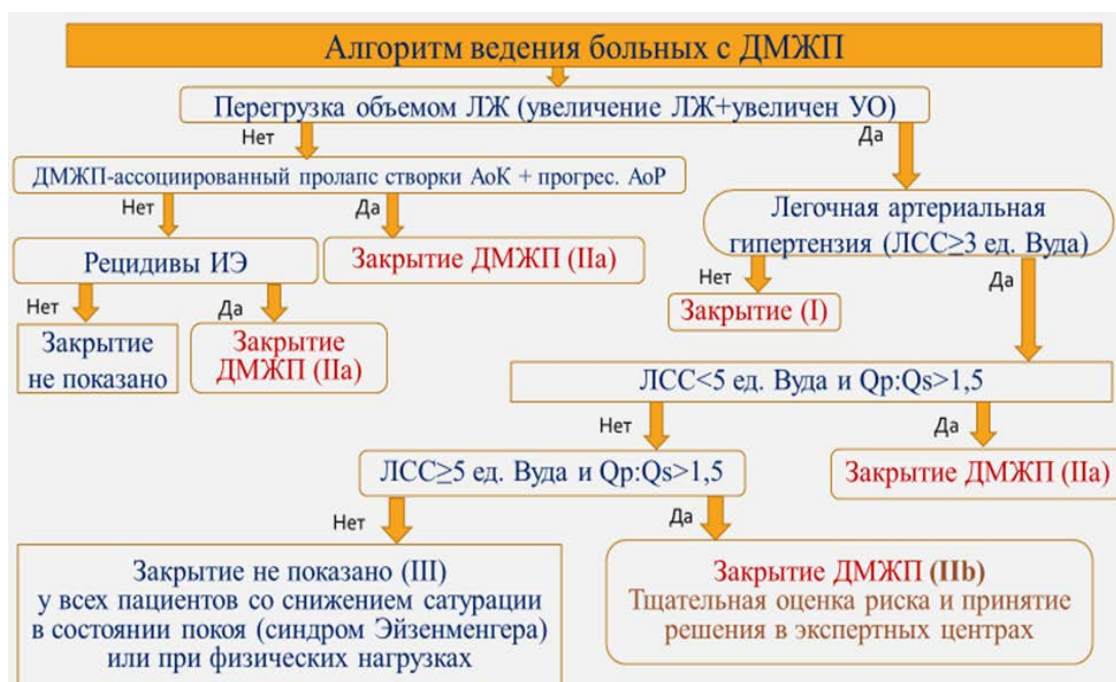 Алгоритм ведения больных с ДМЖП
Перегрузка объемом ЛЖ (увеличение ЛЖ+увеличен УО)
Нет
Да
ДМЖП-ассоциированный пролапс створки АоК + прогрес. АоР
Легочная артериальная
гипертензия (ЛСС≥3 ед. Вуда)
Нет
Да
Рецидивы ИЭ
Закрытие ДМЖП (IIa)
Нет
Да
Закрытие (I)
Нет
Да
Закрытие
не показано
Закрытие
ДМЖП (IIa)
ЛСС<5 ед. Вуда и Qp:Qs>1,5
Нет
Да
ЛСС≥5 ед. Вуда и Qp:Qs>1,5
Закрытие ДМЖП (IIa)
Нет
Да
Закрытие не показано (III)
у всех пациентов со снижением сатурации
в состоянии покоя (синдром Эйзенменгера)
или при физических нагрузках
Закрытие ДМЖП (IIb)
Тщательная оценка риска и принятие
решения в экспертных центрах